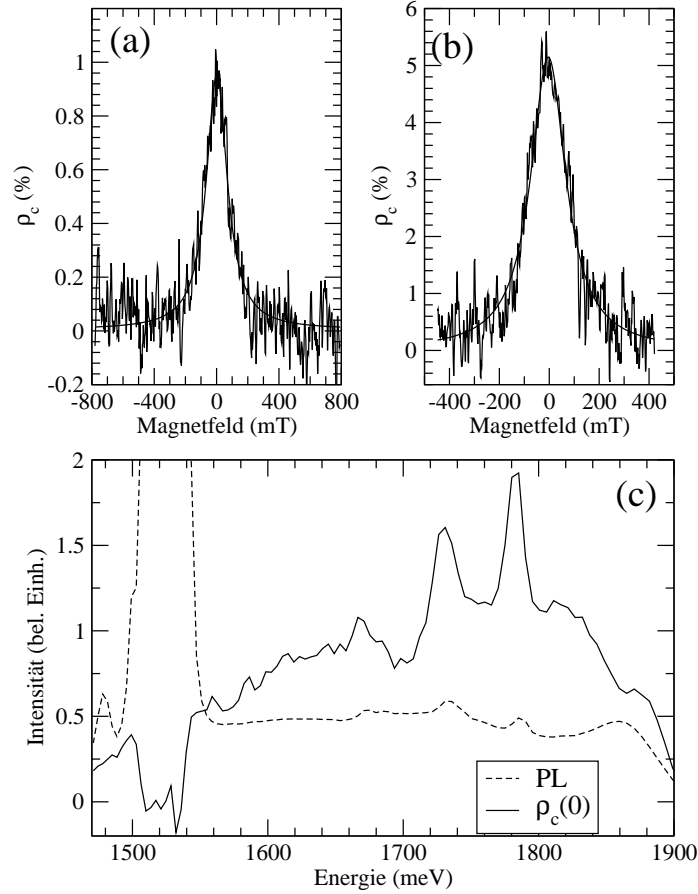 (a)
1
0.8
0.6
0.4
0.2
0
-0.2
ρc (%)
-800 -400 0 400 800
Magnetfeld (mT)
(b)
6
5
4
3
2
1
0
ρc (%)
-400 -200 0 200 400
Magnetfeld (mT)
(c)
2
1.5
1
0.5
0
Intensität (bel. Einh.)
PL
ρc(0)
1500 1600 1700 1800 1900
Energie (meV)